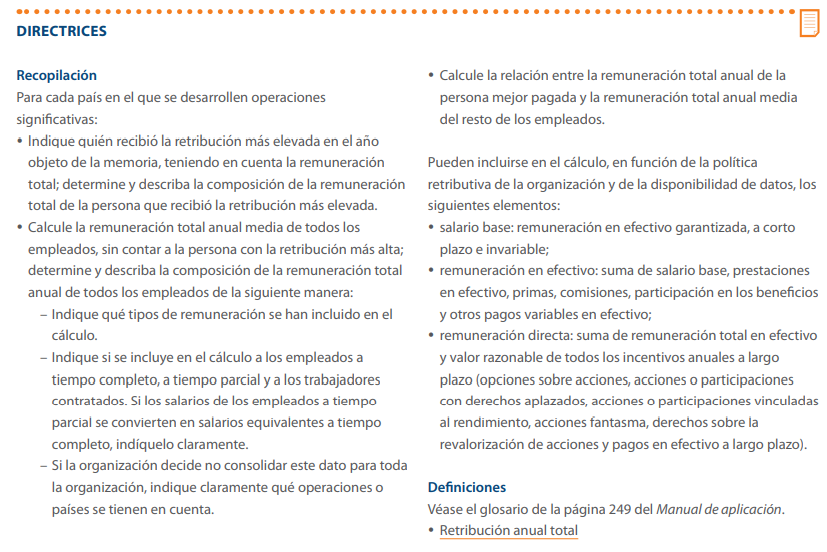 DIRECTRICES
Recopilación
Para cada país en el que se desarrollen operaciones
significativas:
• Indique quién recibió la retribución más elevada en el año
objeto de la memoria, teniendo en cuenta la remuneración
total; determine y describa la composición de la remuneración
total de la persona que recibió la retribución más elevada.
• Calcule la remuneración total anual media de todos los
empleados, sin contar a la persona con la retribución más alta;
determine y describa la composición de la remuneración total
anual de todos los empleados de la siguiente manera:
– Indique qué tipos de remuneración se han incluido en el
cálculo.
– Indique si se incluye en el cálculo a los empleados a
tiempo completo, a tiempo parcial y a los trabajadores
contratados. Si los salarios de los empleados a tiempo
parcial se convierten en salarios equivalentes a tiempo
completo, indíquelo claramente.
– Si la organización decide no consolidar este dato para toda
la organización, indique claramente qué operaciones o
países se tienen en cuenta.
• Calcule la relación entre la remuneración total anual de la
persona mejor pagada y la remuneración total anual media
del resto de los empleados.
Pueden incluirse en el cálculo, en función de la política
retributiva de la organización y de la disponibilidad de datos, los
siguientes elementos:
• salario base: remuneración en efectivo garantizada, a corto
plazo e invariable;
• remuneración en efectivo: suma de salario base, prestaciones
en efectivo, primas, comisiones, participación en los beneficios
y otros pagos variables en efectivo;
• remuneración directa: suma de remuneración total en efectivo
y valor razonable de todos los incentivos anuales a largo
plazo (opciones sobre acciones, acciones o participaciones
con derechos aplazados, acciones o participaciones vinculadas
al rendimiento, acciones fantasma, derechos sobre la
revalorización de acciones y pagos en efectivo a largo plazo).
Definiciones
Véase el glosario de la página 249 del Manual de aplicación.
• Retribución anual total